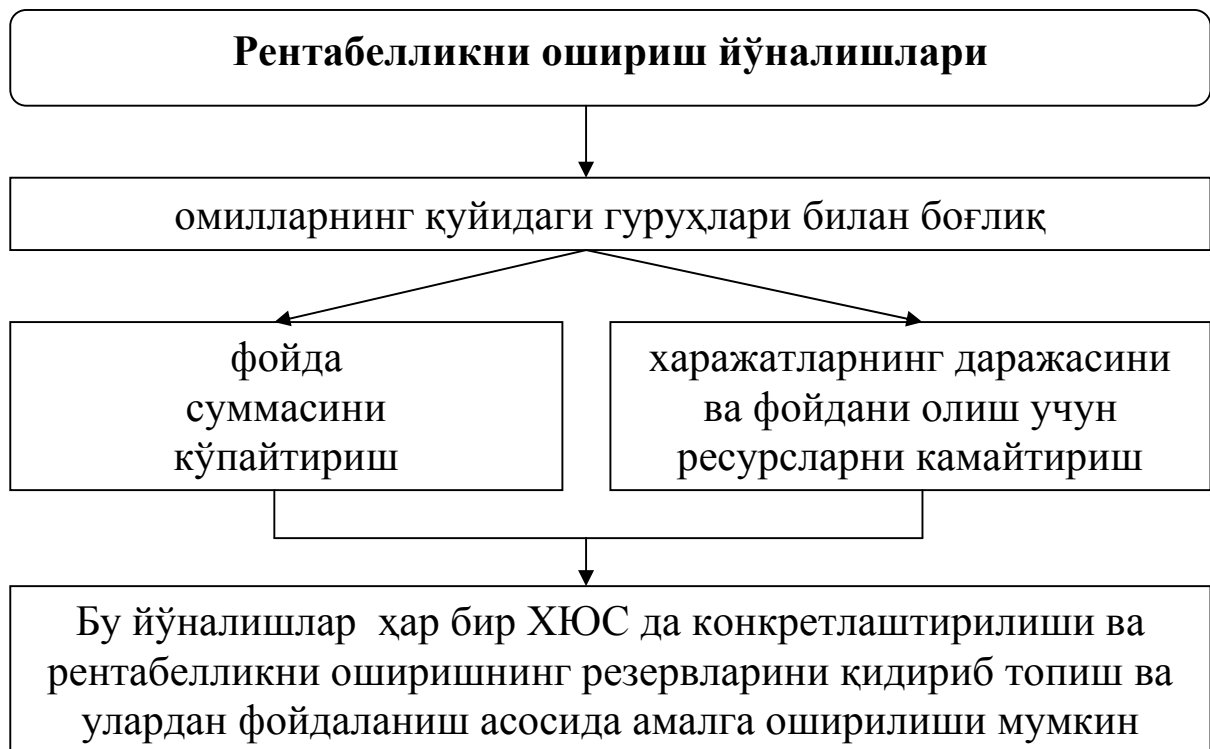 Рентабелликни ошириш йўналишлари
омилларнинг қуйидаги гуруҳлари билан боғлиқ
фойда
суммасини
кўпайтириш
харажатларнинг даражасини
ва фойдани олиш учун
ресурсларни камайтириш
Бу йўналишлар ҳар бир ХЮС да конкретлаштирилиши ва
рентабелликни оширишнинг резервларини қидириб топиш ва
улардан фойдаланиш асосида амалга оширилиши мумкин